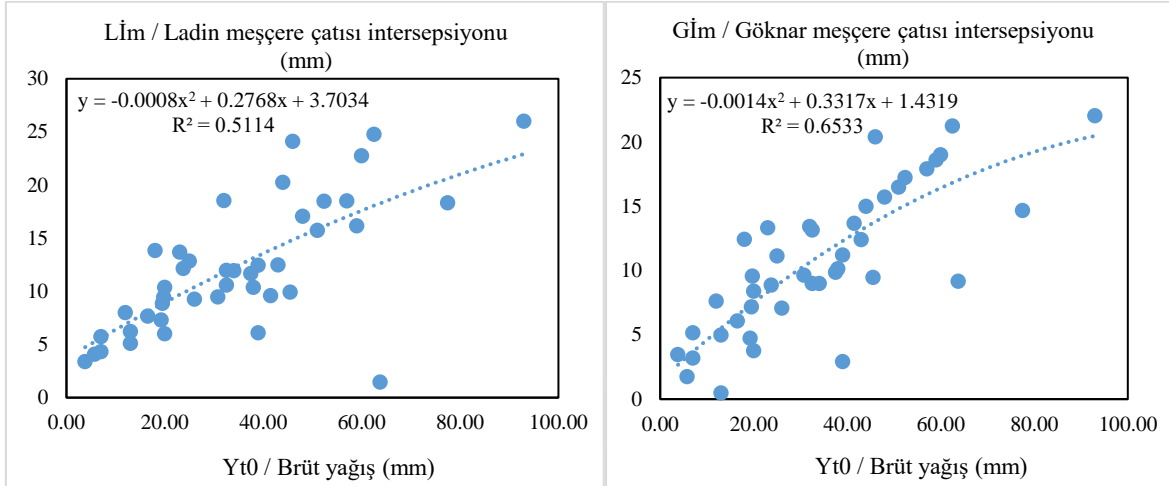 Lİm / Ladin meşçere çatısı intersepsiyonu
(mm)
30
25
20
15
10
5
0
y = -0.0008x² + 0.2768x + 3.7034
R² = 0.5114
0.00 20.00 40.00 60.00 80.00 100.00
Yt0 / Brüt yağış (mm)
Gİm / Göknar meşçere çatısı intersepsiyonu
(mm)
25
20
15
10
5
0
y = -0.0014x² + 0.3317x + 1.4319
R² = 0.6533
0.00 20.00 40.00 60.00 80.00 100.00
Yt0 / Brüt yağış (mm)